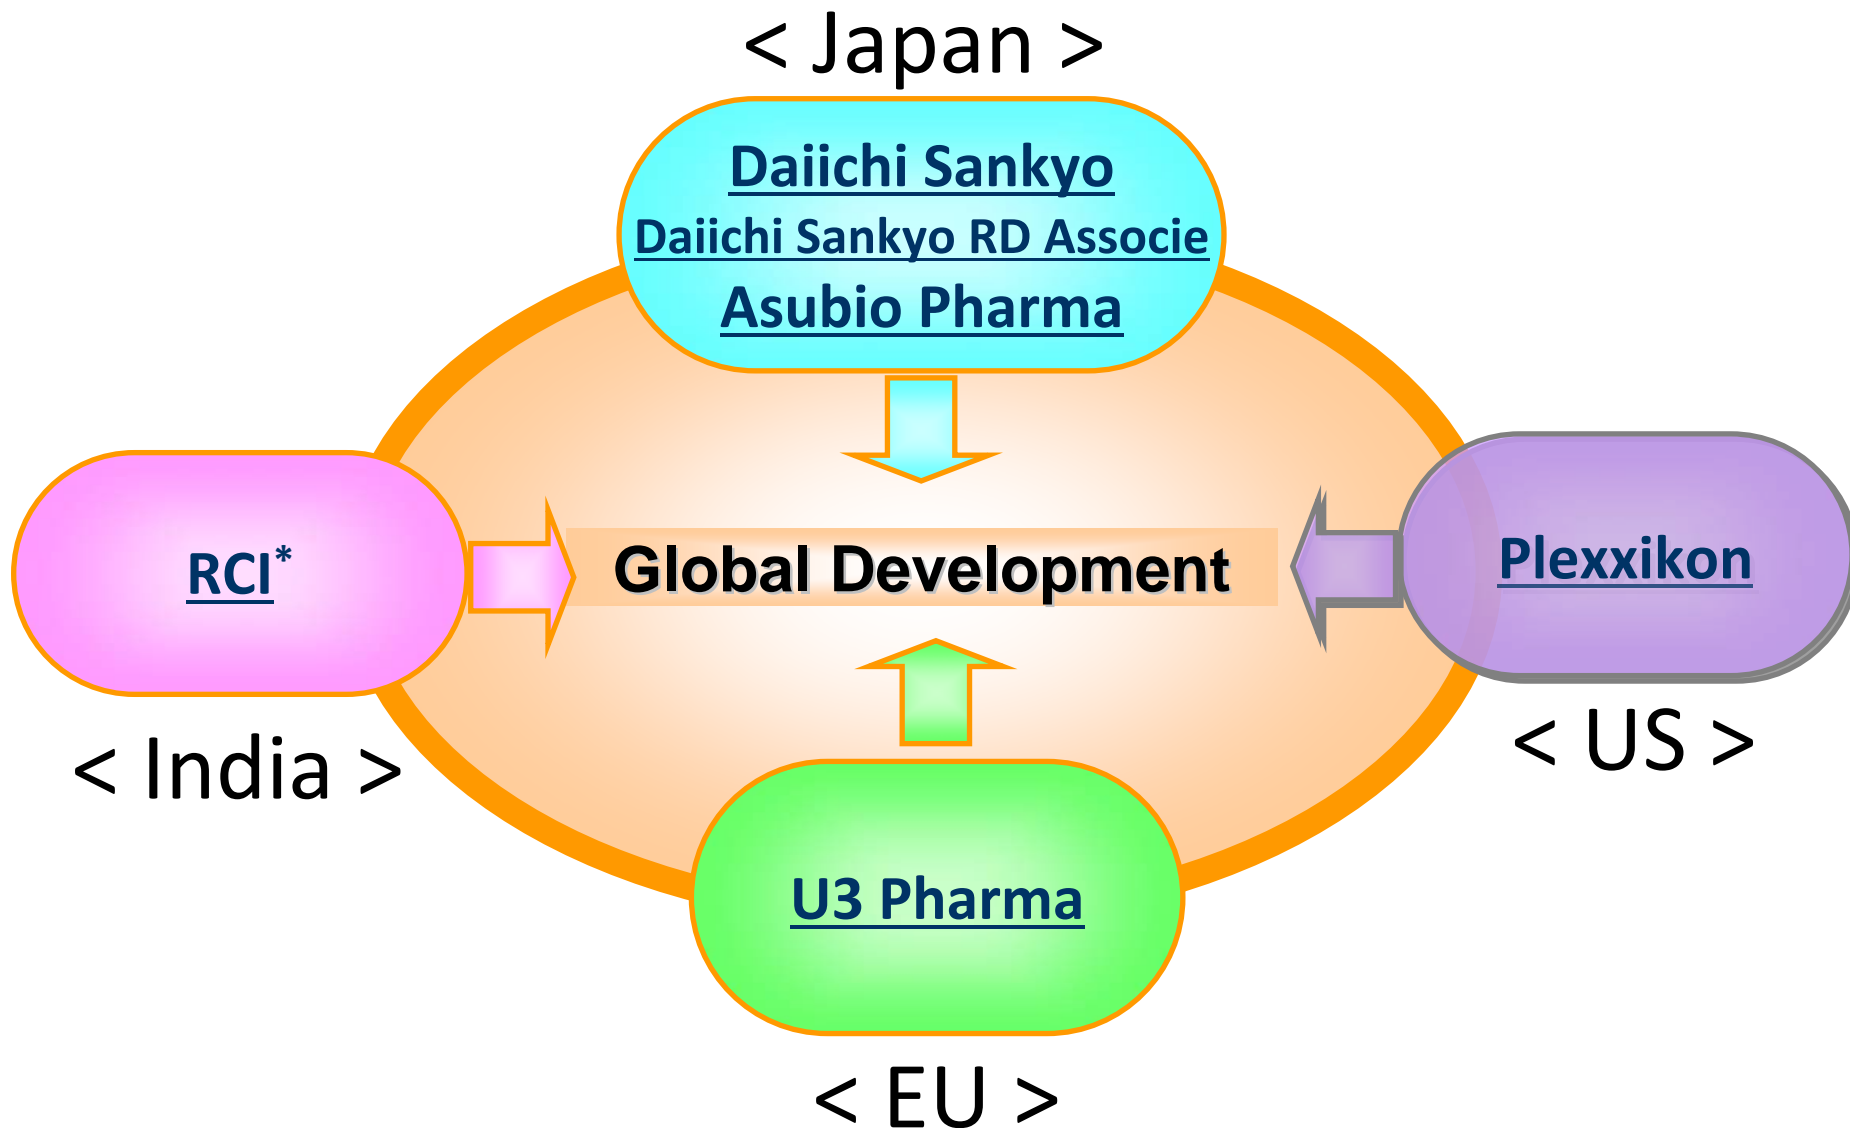 < Japan >
Daiichi Sankyo
Daiichi Sankyo RD Associe
Asubio Pharma
RCI*
Global Development
Plexxikon
< India >
< US >
U3 Pharma
< EU >